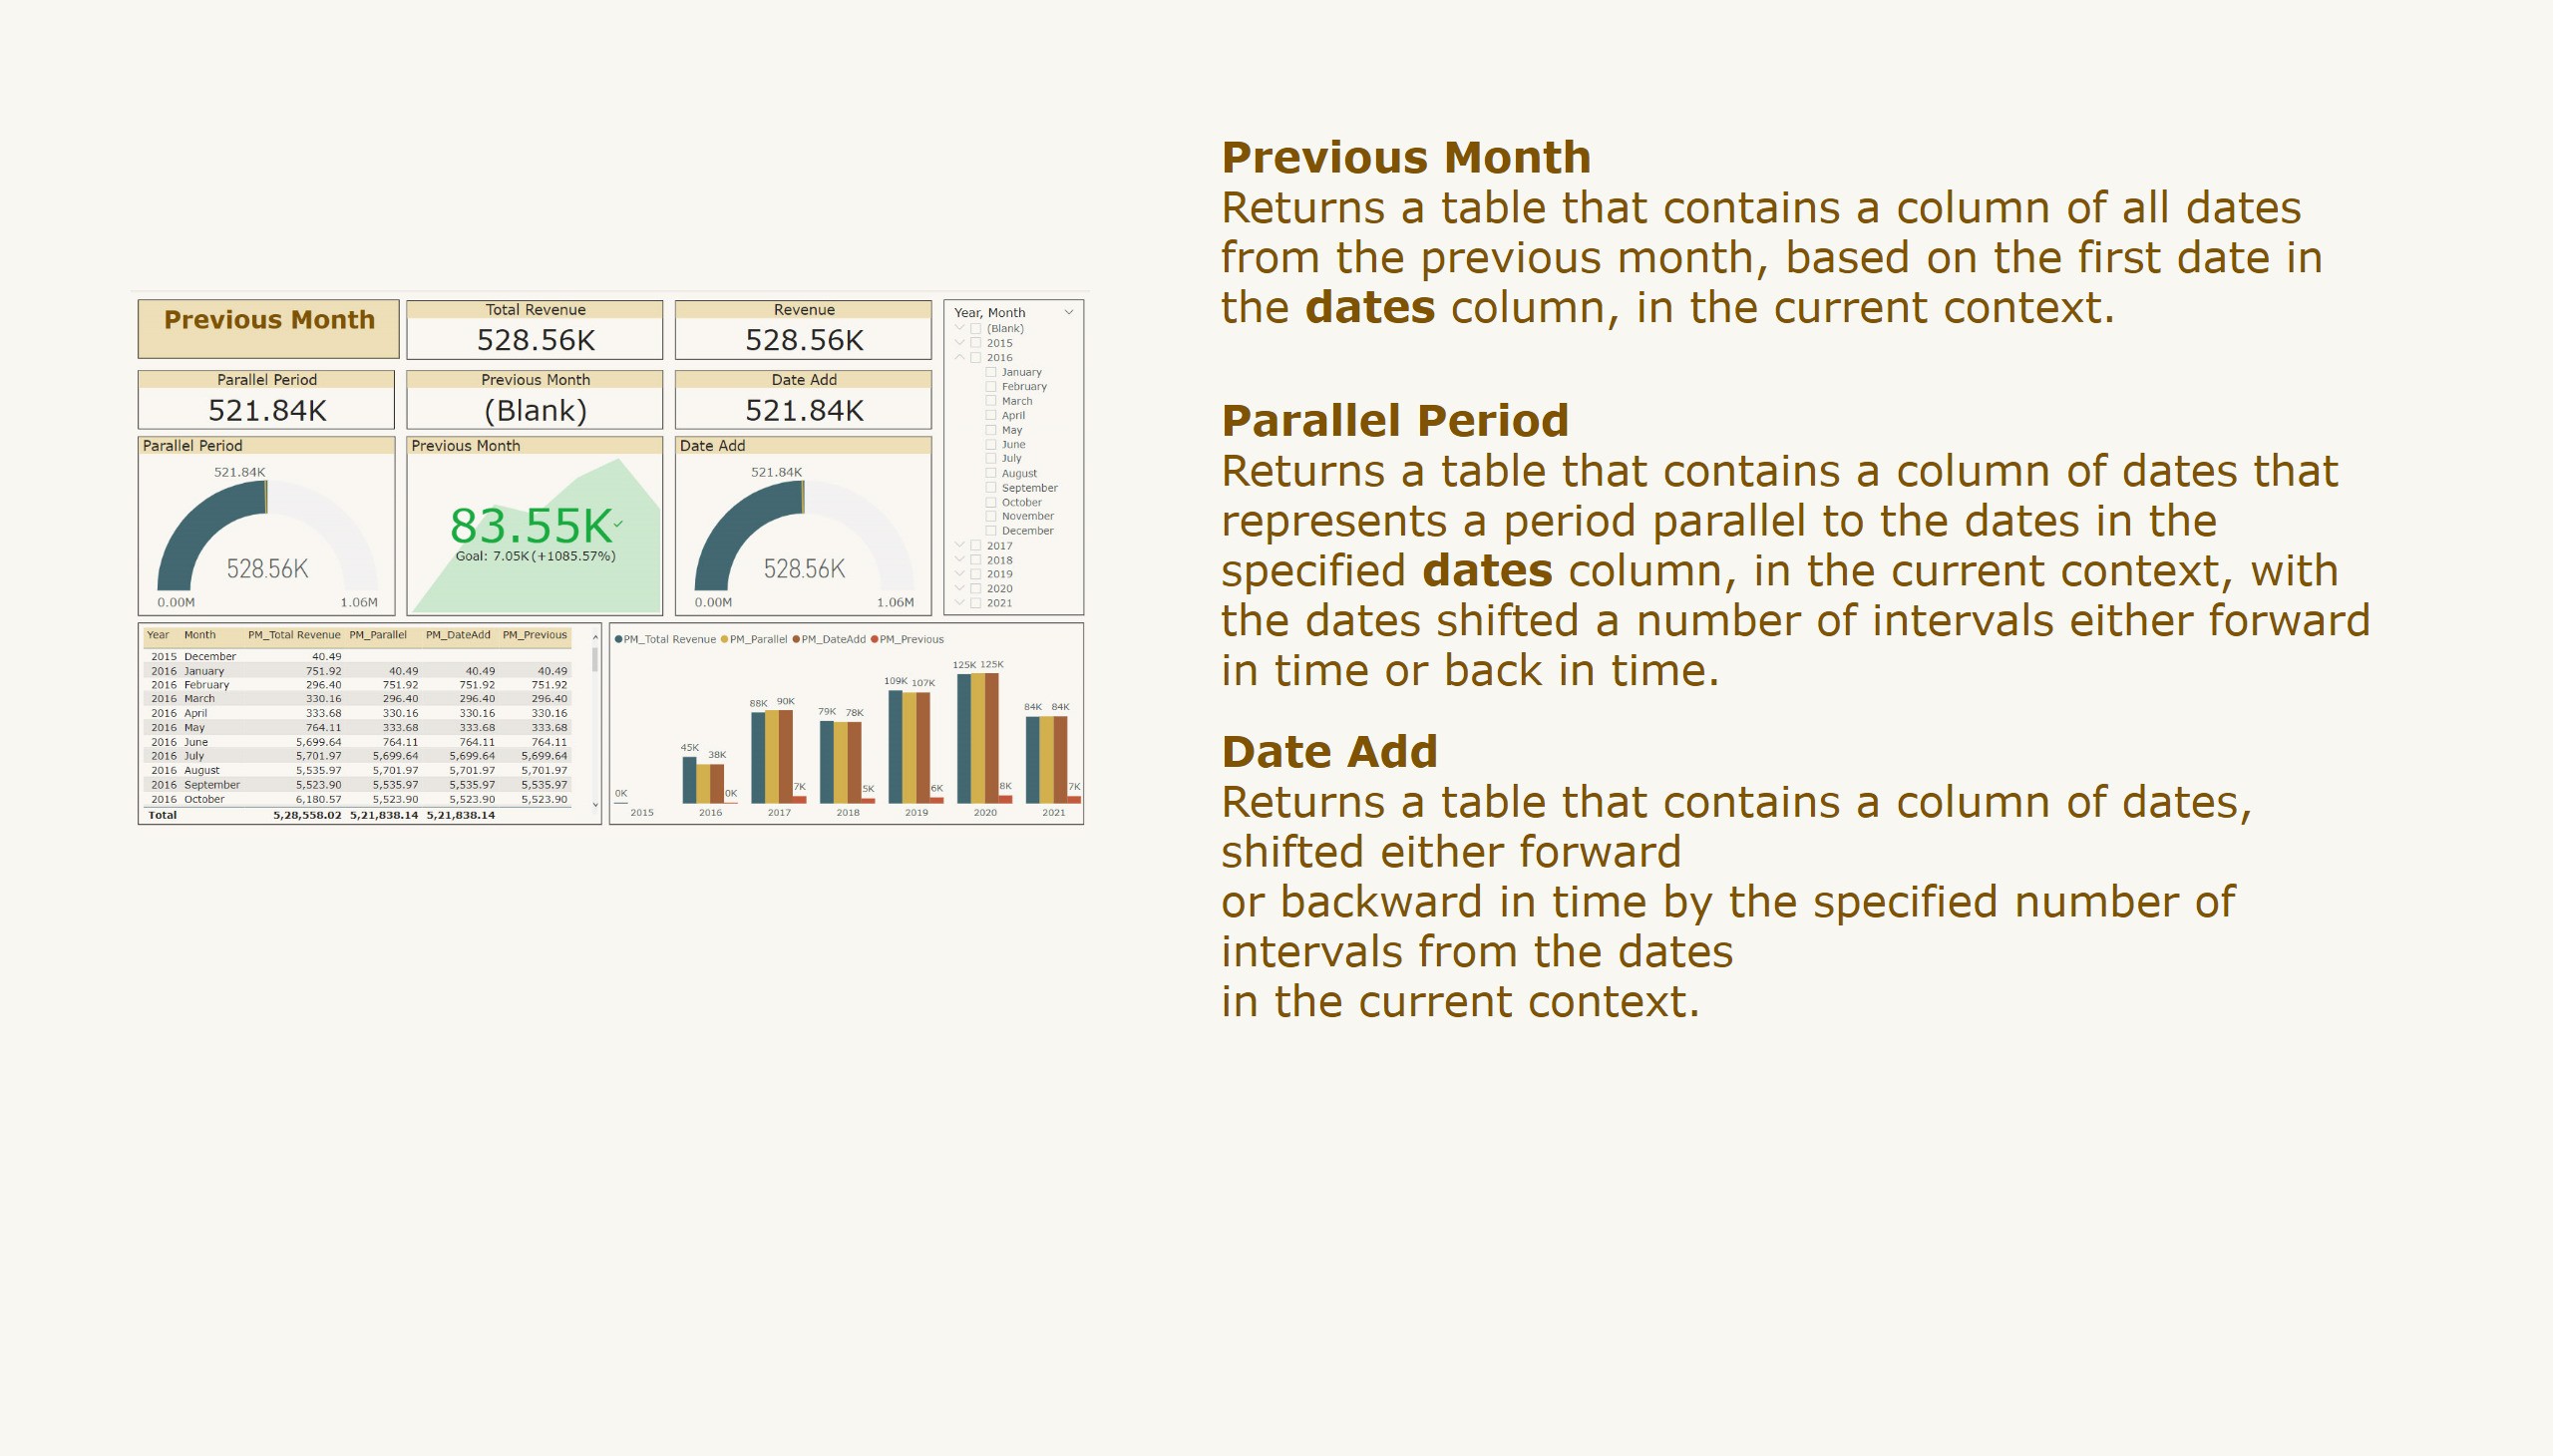 Previous Month
Total Revenue
528.56K
Revenue
528.56K
Parallel Period
521.84K
Previous Month
(Blank)
Date Add
521.84K
Parallel Period
521.84K
528.56K
0.00M
1.06M
Previous Month
83.55K
Goal: 7.05K (+1085.57%)
Date Add
521.84K
528.56K
0.00M
1.06M
Year, Month
(Blank)
2015
2016
January
February
March
April
May
June
July
August
September
October
November
December
2017
2018
2019
2020
2021
Year Month PM_Total Revenue PM_Parallel PM_DateAdd PM_Previous
2015 December 40.49
2016 January 751.92 40.49 40.49 40.49
2016 February 296.40 751.92 751.92 751.92
2016 March 330.16 296.40 296.40 296.40
2016 April 333.68 330.16 330.16 330.16
2016 May 764.11 333.68 333.68 333.68
2016 June 5,699.64 764.11 764.11 764.11
2016 July 5,701.97 5,699.64 5,699.64 5,699.64
2016 August 5,535.97 5,701.97 5,701.97 5,701.97
2016 September 5,523.90 5,535.97 5,535.97 5,535.97
2016 October 6,180.57 5,523.90 5,523.90 5,523.90
Total 5,28,558.02 5,21,838.14 5,21,838.14
PM_Total Revenue PM_Parallel PM_DateAdd PM_Previous
0K
45K 38K 0K
88K 90K 7K
79K 78K 5K
109K 107K 6K
125K 125K 8K
84K 84K 7K
2015 2016 2017 2018 2019 2020 2021
Previous Month
Returns a table that contains a column of all dates
from the previous month, based on the first date in
the dates column, in the current context.
Parallel Period
Returns a table that contains a column of dates that
represents a period parallel to the dates in the
specified dates column, in the current context, with
the dates shifted a number of intervals either forward
in time or back in time.
Date Add
Returns a table that contains a column of dates,
shifted either forward
or backward in time by the specified number of
intervals from the dates
in the current context.